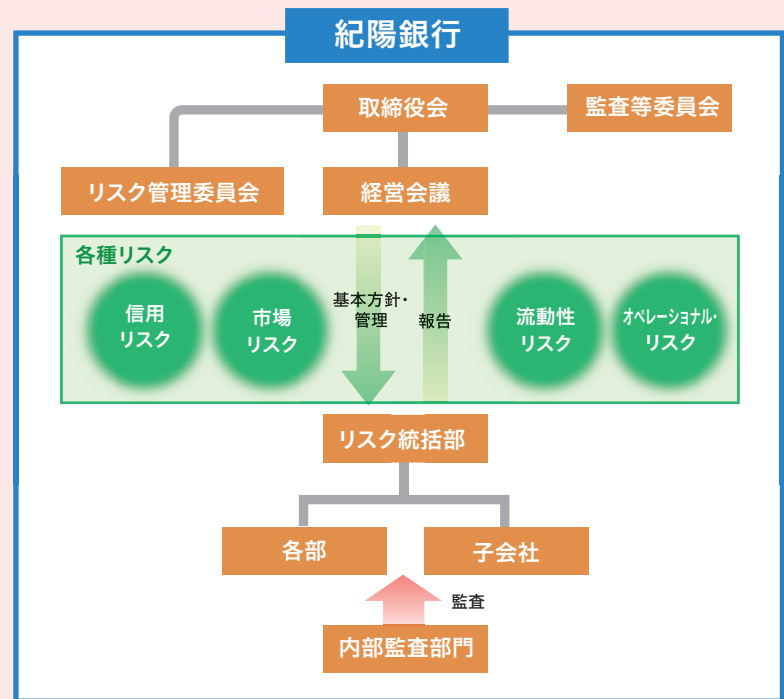 紀陽銀行
取締役会
監査等委員会
リスク管理委員会
経営会議
各種リスク
信用
リスク
市場
リスク
基本方針・
管理
報告
流動性
リスク
オペレーショナル・
リスク
リスク統括部
各部
子会社
監査
内部監査部門